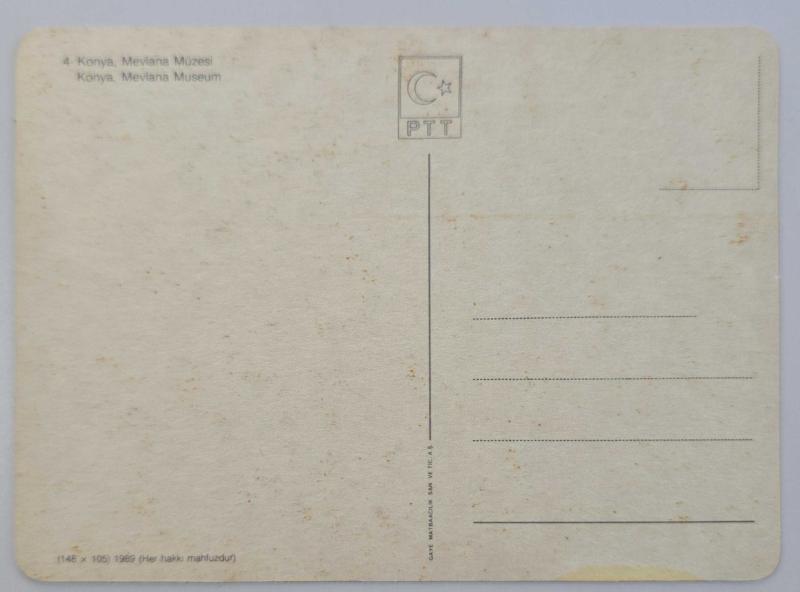 4 Konya, Mevlana Müzesi
Konya, Mevlana Museum
PTT
GAYE MATBAACILIK SAN VE TİC. A Ş.
(148 x 105) 1989 (Her hakkı mahfuzdur)